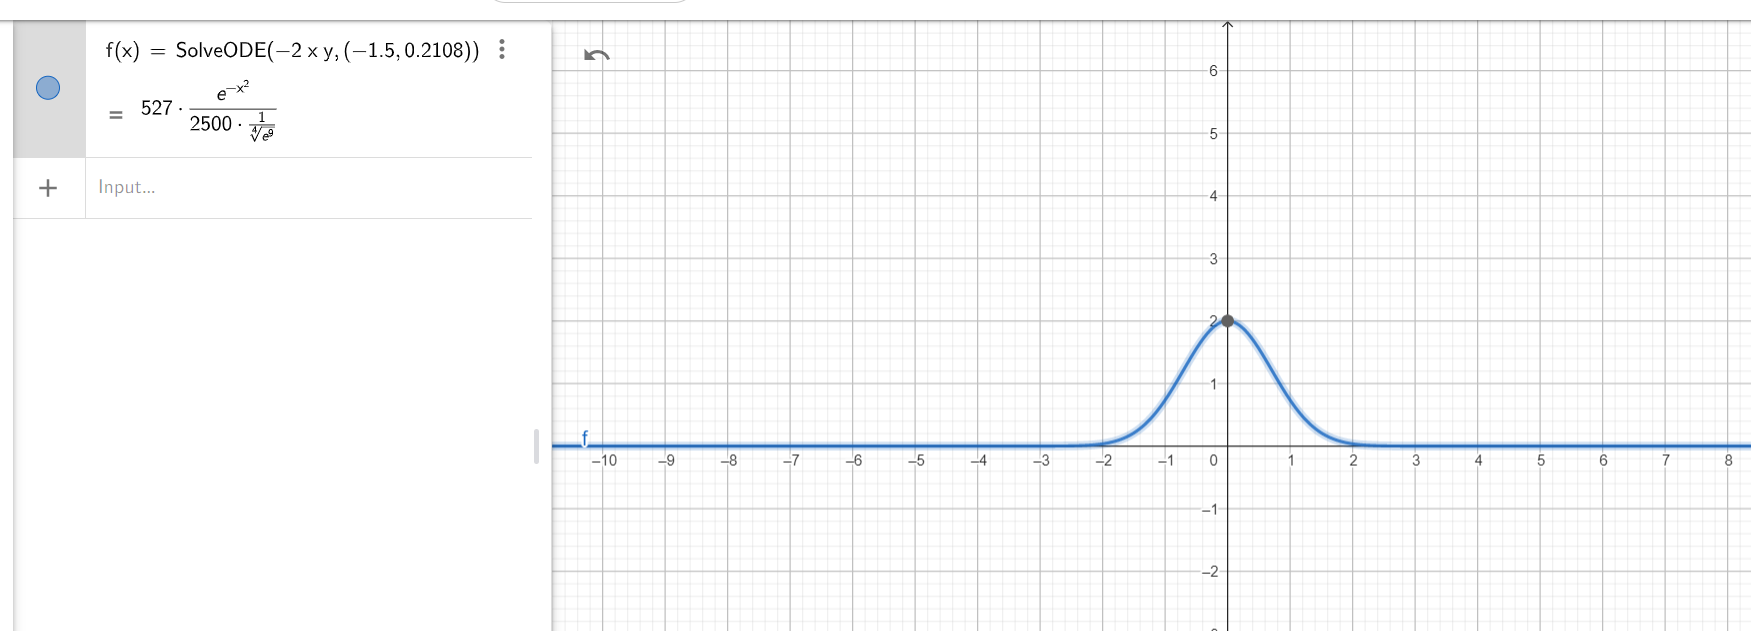 f(x) = SolveODE(−2 x y, (−1.5, 0.2108))
= 527 · e^(−x²) / (2500 · 1/∜(e⁹))
Input...
f
6
5
4
3
2
1
–10 –9 –8 –7 –6 –5 –4 –3 –2 –1 0 1 2 3 4 5 6 7 8
–1
–2